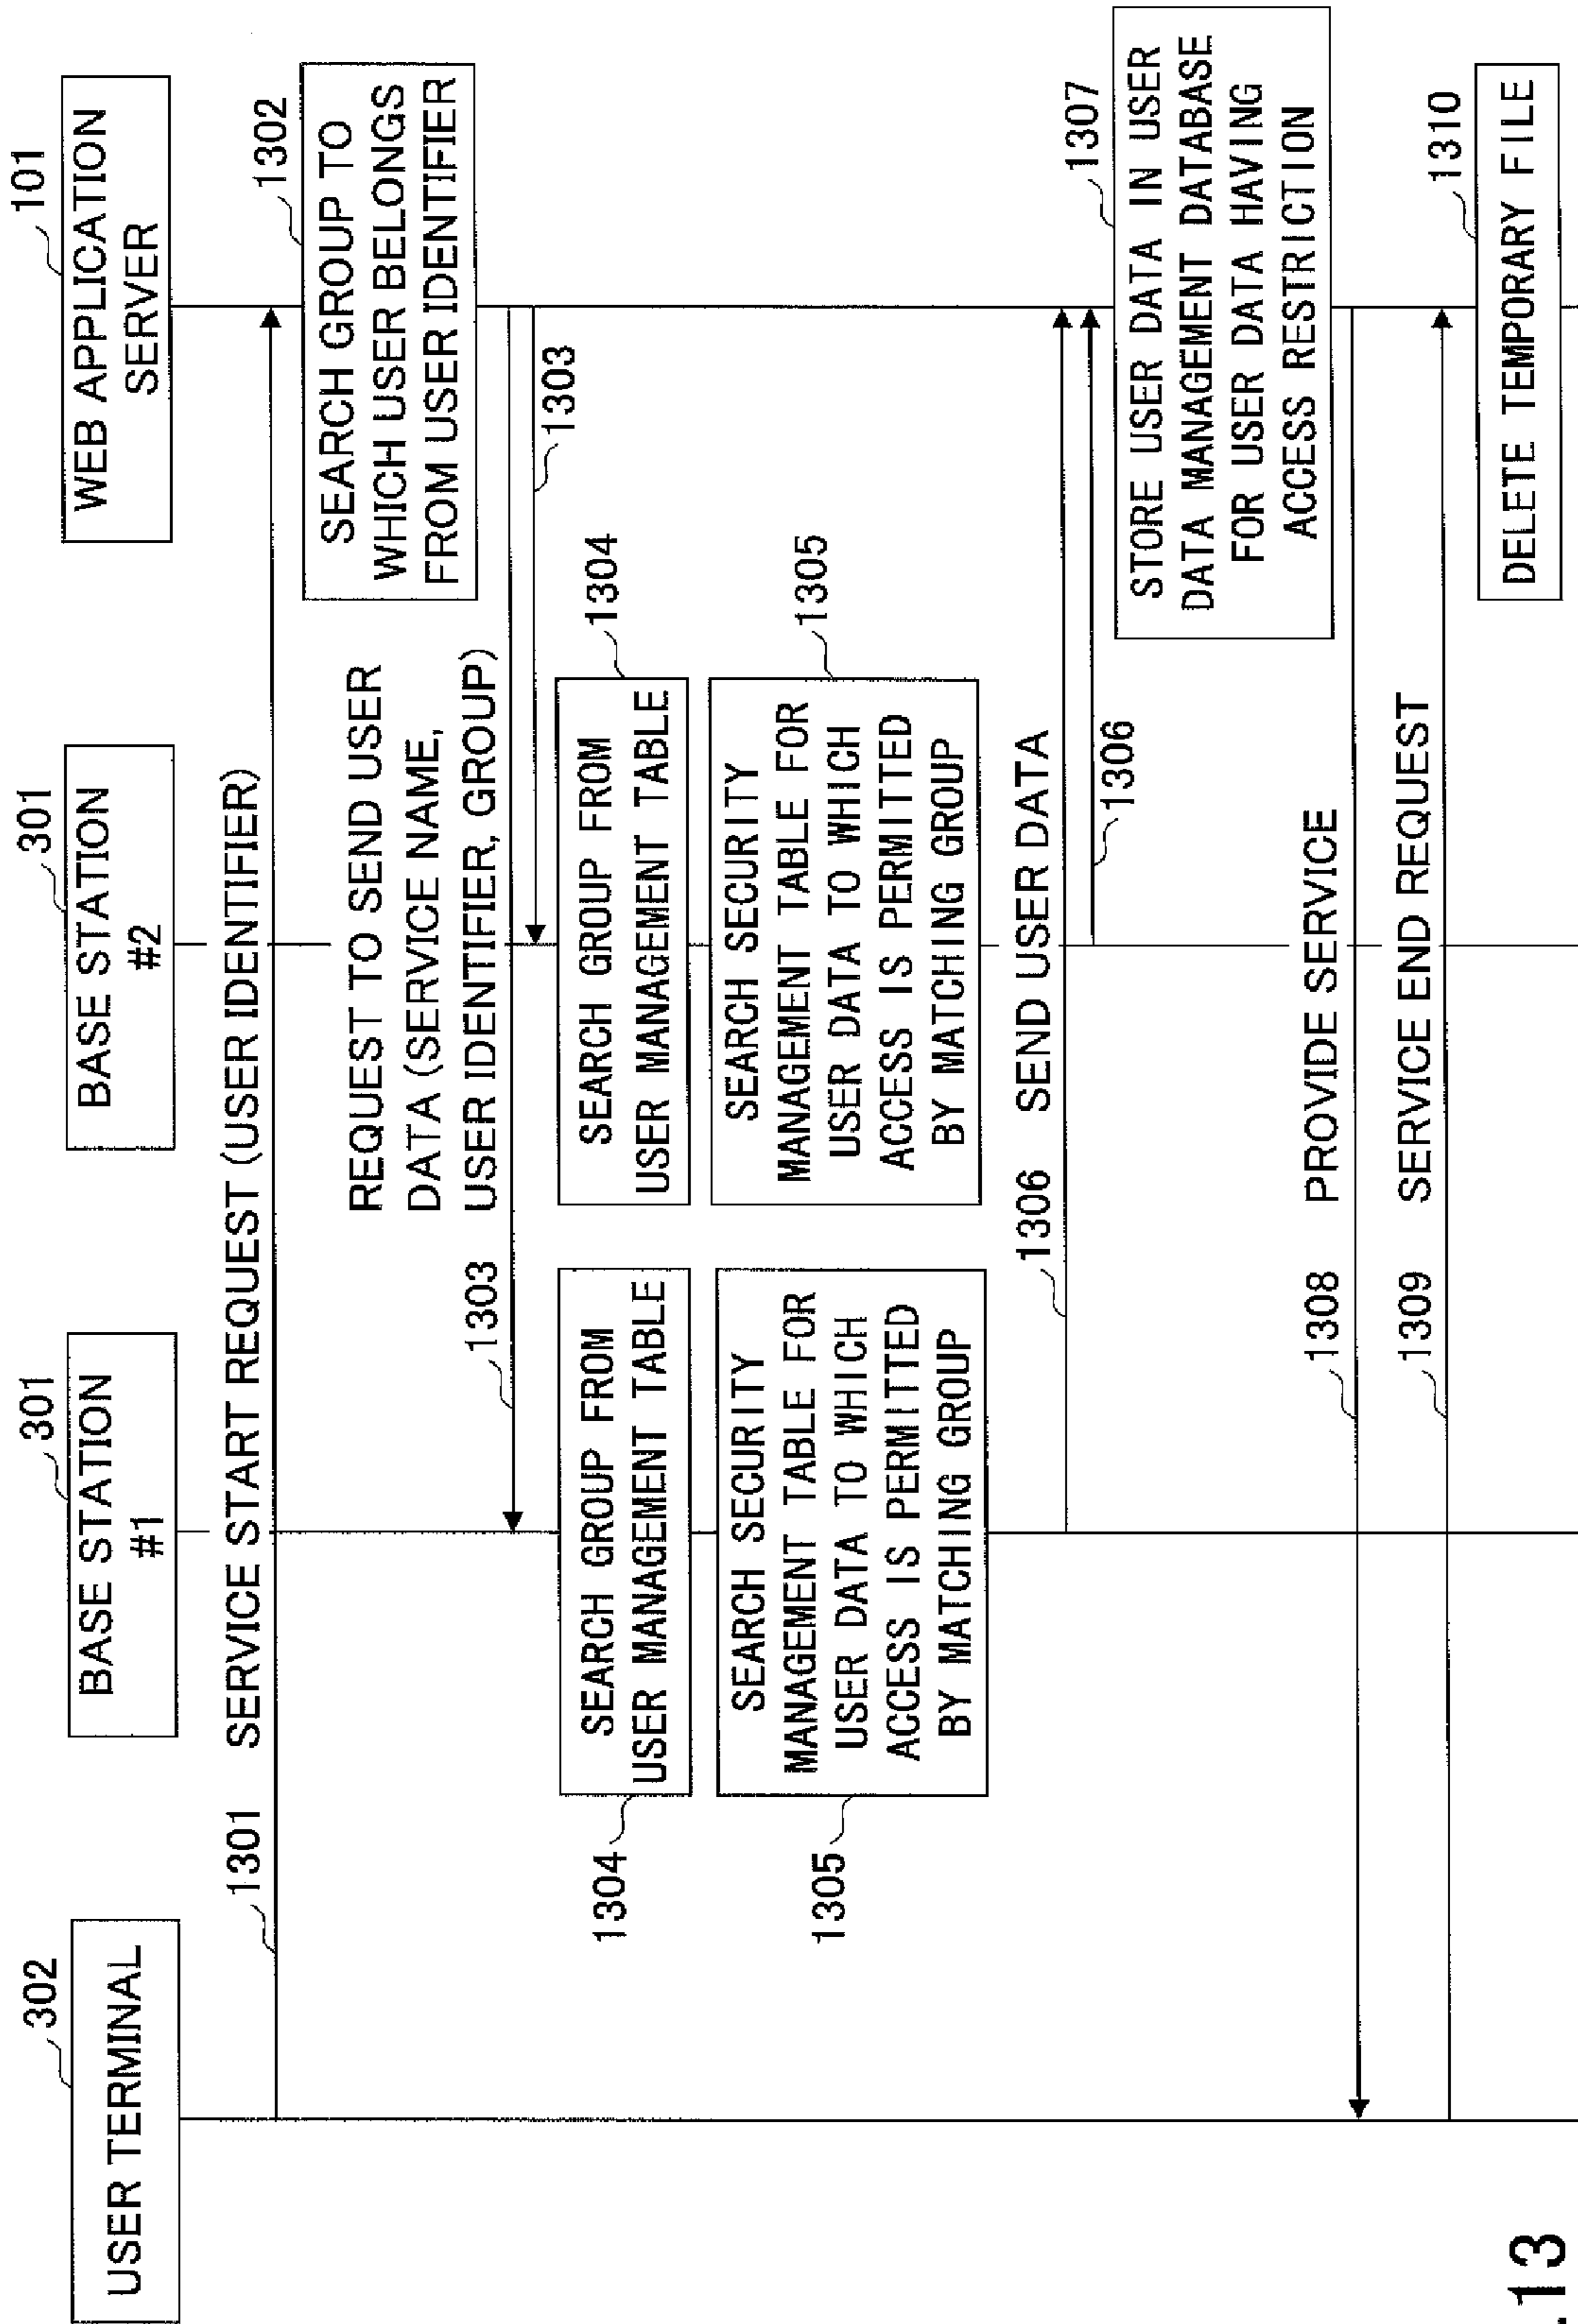 302
USER TERMINAL
301
BASE STATION
#1
301
BASE STATION
#2
101
WEB APPLICATION
SERVER
1301
SERVICE START REQUEST (USER IDENTIFIER)
1302
SEARCH GROUP TO
WHICH USER BELONGS
FROM USER IDENTIFIER
REQUEST TO SEND USER
DATA (SERVICE NAME,
USER IDENTIFIER, GROUP)
1303
1303
1304
SEARCH GROUP FROM
USER MANAGEMENT TABLE
SEARCH GROUP FROM
USER MANAGEMENT TABLE
1304
1305
SEARCH SECURITY
MANAGEMENT TABLE FOR
USER DATA TO WHICH
ACCESS IS PERMITTED
BY MATCHING GROUP
SEARCH SECURITY
MANAGEMENT TABLE FOR
USER DATA TO WHICH
ACCESS IS PERMITTED
BY MATCHING GROUP
1305
1306
SEND USER DATA
1306
1307
STORE USER DATA IN USER
DATA MANAGEMENT DATABASE
FOR USER DATA HAVING
ACCESS RESTRICTION
1308
PROVIDE SERVICE
1309
SERVICE END REQUEST
1310
DELETE TEMPORARY FILE
.13